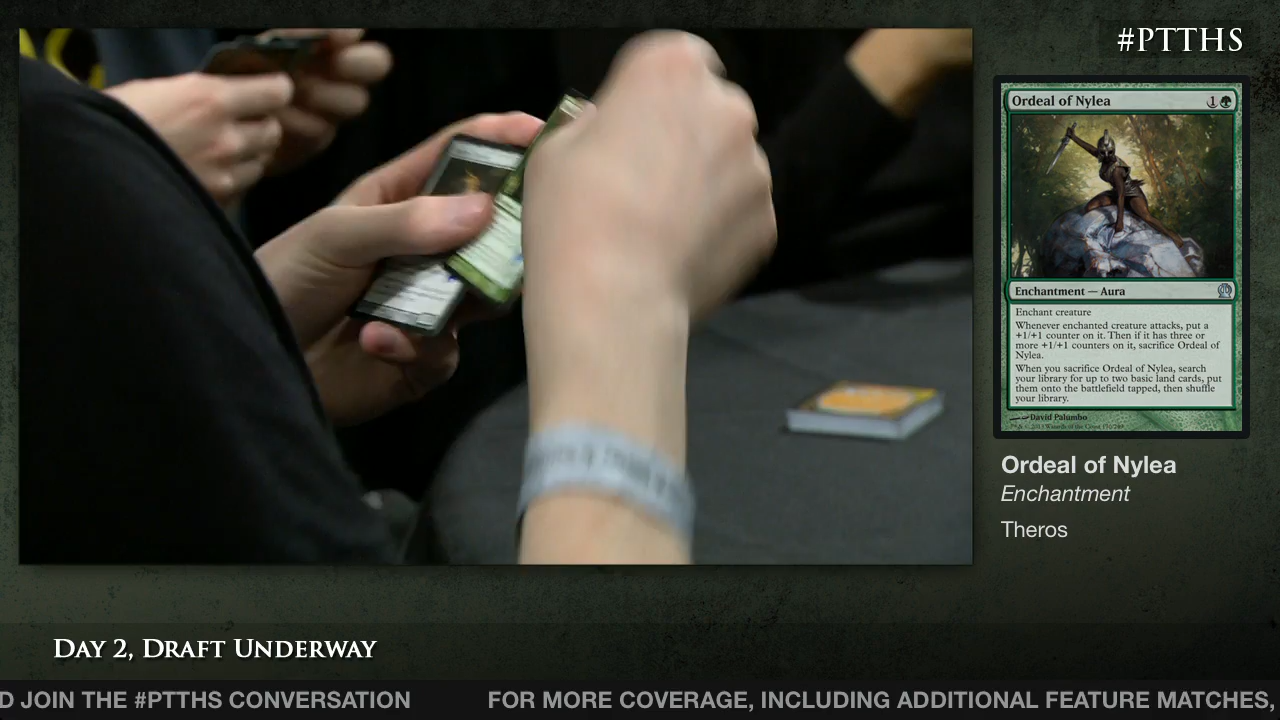 #PTTHS
Ordeal of Nylea 1
Enchantment — Aura
Enchant creature
Whenever enchanted creature attacks, put a
+1/+1 counter on it. Then if it has three or
more +1/+1 counters on it, sacrifice Ordeal of
Nylea.
When you sacrifice Ordeal of Nylea, search
your library for up to two basic land cards, put
them onto the battlefield tapped, then shuffle
your library.
David Palumbo
Ordeal of Nylea
Enchantment
Theros
Day 2, Draft Underway
D JOIN THE #PTTHS CONVERSATION FOR MORE COVERAGE, INCLUDING ADDITIONAL FEATURE MATCHES,